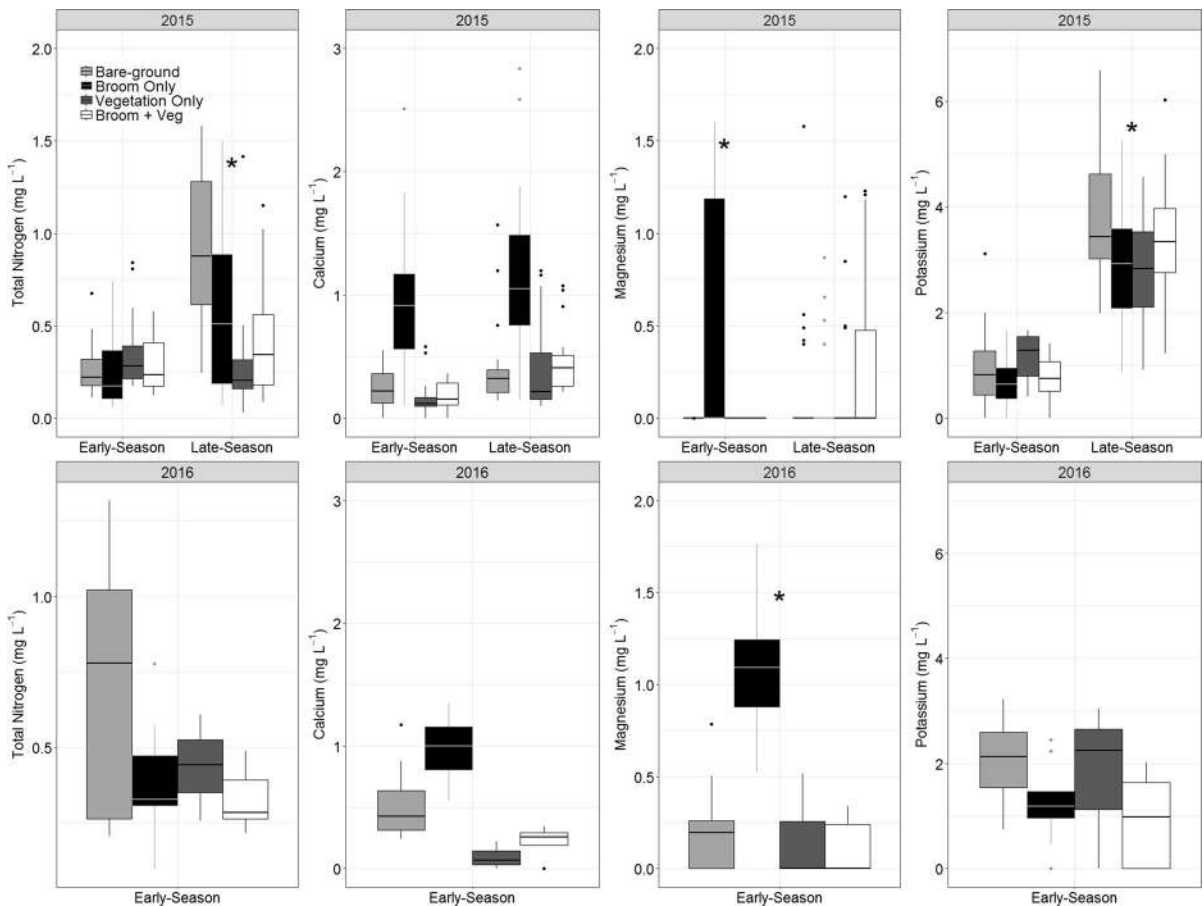 2015
2015
2015
2015
Total Nitrogen (mg L⁻¹)
2.0
1.5
1.0
0.5
0.0
Bare-ground
Broom Only
Vegetation Only
Broom + Veg
*
Early-Season Late-Season
Calcium (mg L⁻¹)
3
2
1
0
Early-Season Late-Season
Magnesium (mg L⁻¹)
2.0
1.5
1.0
0.5
0.0
*
Early-Season Late-Season
Potassium (mg L⁻¹)
6
4
2
0
*
Early-Season Late-Season
2016
2016
2016
2016
Total Nitrogen (mg L⁻¹)
1.0
0.5
Early-Season
Calcium (mg L⁻¹)
3
2
1
0
Early-Season
Magnesium (mg L⁻¹)
2.0
1.5
1.0
0.5
0.0
*
Early-Season
Potassium (mg L⁻¹)
6
4
2
0
Early-Season